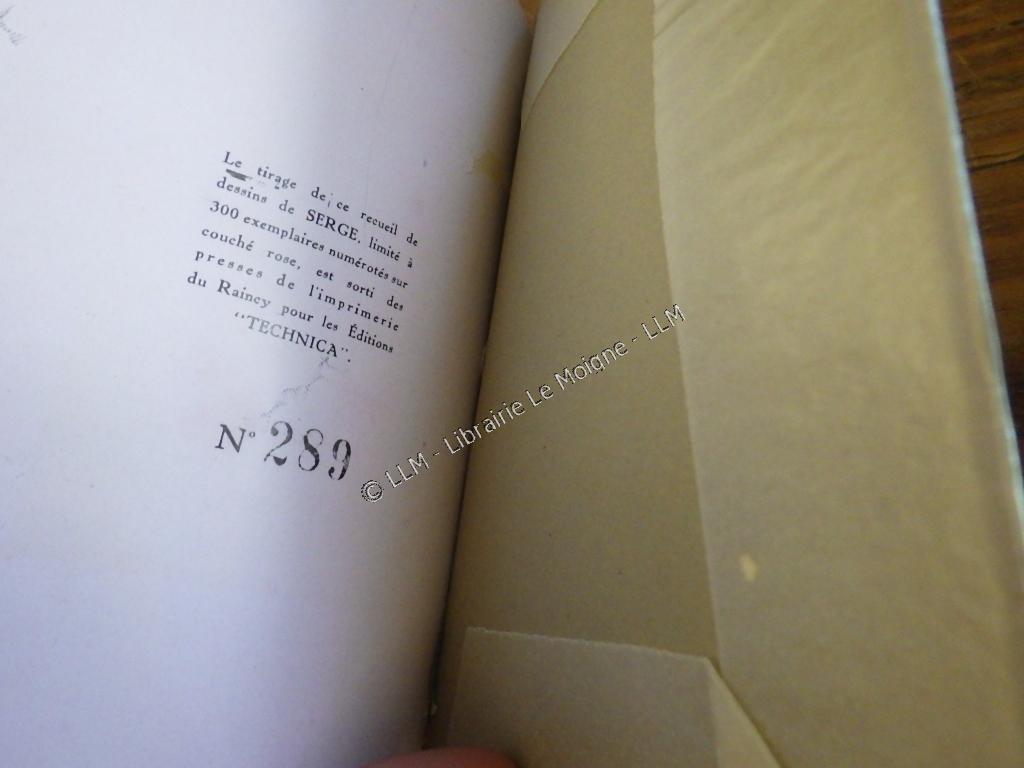 Le tirage de ce recueil de
dessins de SERGE, limité à
300 exemplaires numérotés sur
couché rose, est sorti des
presses de l'imprimerie
du Raincy pour les Éditions
"TECHNICA".
N° 289
© LLM - Librairie Le Moigne - LLM